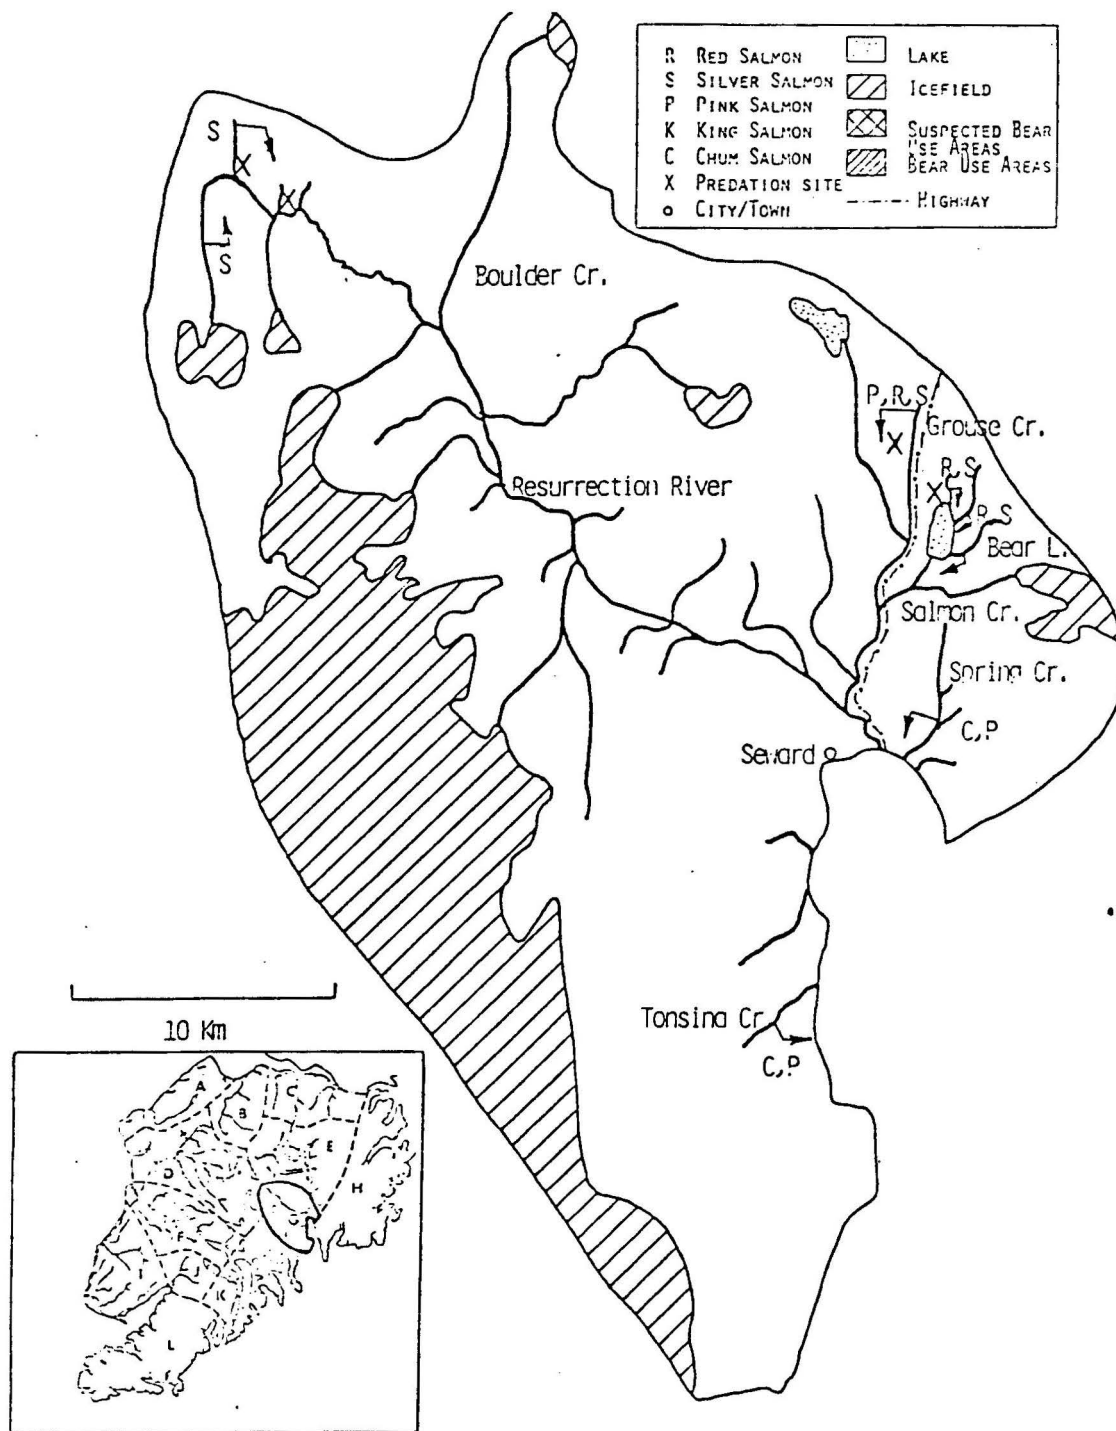 R RED SALMON
S SILVER SALMON
P PINK SALMON
K KING SALMON
C CHUM SALMON
X PREDATION SITE
o CITY/TOWN
LAKE
ICEFIELD
SUSPECTED BEAR
USE AREAS
BEAR USE AREAS
HIGHWAY
S
X
X
S
Boulder Cr.
P,R,S
X
Grouse Cr.
R,S
X
R,S
Bear L.
Resurrection River
Salmon Cr.
Spring Cr.
C,P
Seward o
Tonsina Cr
C,P
10 Km
A
B
C
D
E
F
G
H
I
J
K
L